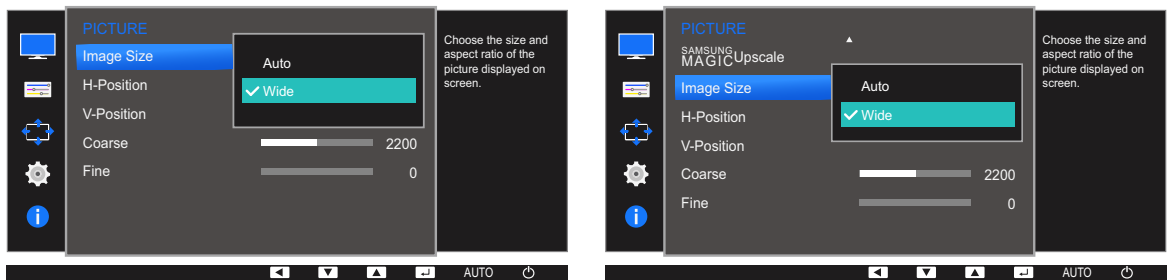 PICTURE
Image Size
H-Position
V-Position
Coarse
2200
Fine
0
Auto
Wide
Choose the size and
aspect ratio of the
picture displayed on
screen.
AUTO
PICTURE
SAMSUNG
MAGICUpscale
Image Size
H-Position
V-Position
Coarse
2200
Fine
0
Auto
Wide
Choose the size and
aspect ratio of the
picture displayed on
screen.
AUTO